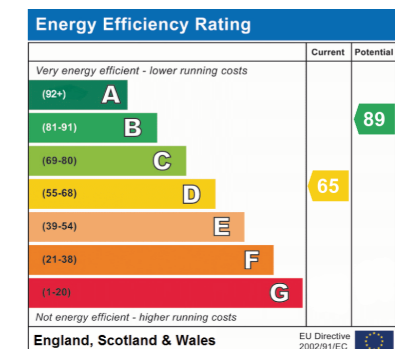 Energy Efficiency Rating
Current Potential
Very energy efficient - lower running costs
(92+) A
(81-91) B
89
(69-80) C
(55-68) D
65
(39-54) E
(21-38) F
(1-20) G
Not energy efficient - higher running costs
England, Scotland & Wales
EU Directive
2002/91/EC